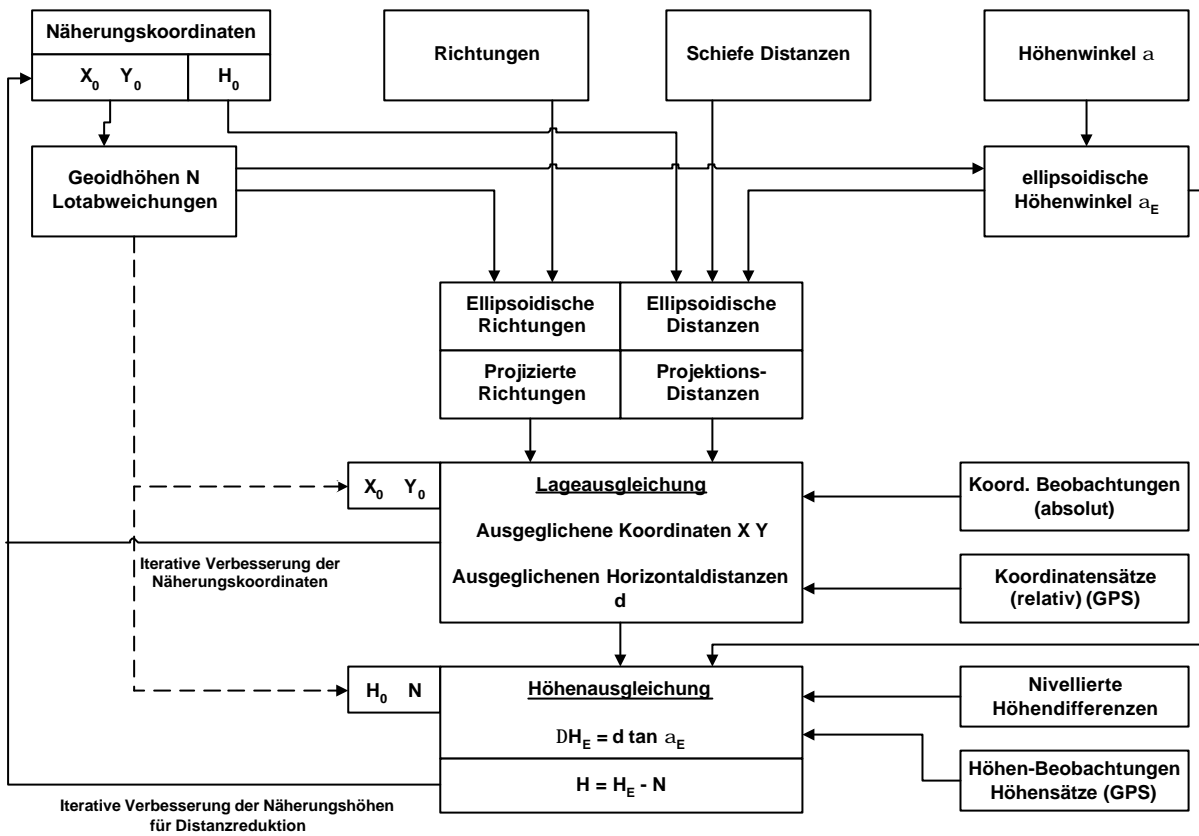 Näherungskoordinaten
X0 Y0
H0
Richtungen
Schiefe Distanzen
Höhenwinkel a
Geoidhöhen N
Lotabweichungen
ellipsoidische
Höhenwinkel aE
Ellipsoidische
Richtungen
Ellipsoidische
Distanzen
Projizierte
Richtungen
Projektions-
Distanzen
X0 Y0
Lageausgleichung
Ausgeglichene Koordinaten X Y
Ausgeglichenen Horizontaldistanzen
d
Koord. Beobachtungen
(absolut)
Koordinatensätze
(relativ) (GPS)
Iterative Verbesserung der
Näherungskoordinaten
H0 N
Höhenausgleichung
DHE = d tan aE
H = HE - N
Nivellierte
Höhendifferenzen
Höhen-Beobachtungen
Höhensätze (GPS)
Iterative Verbesserung der Näherungshöhen
für Distanzreduktion